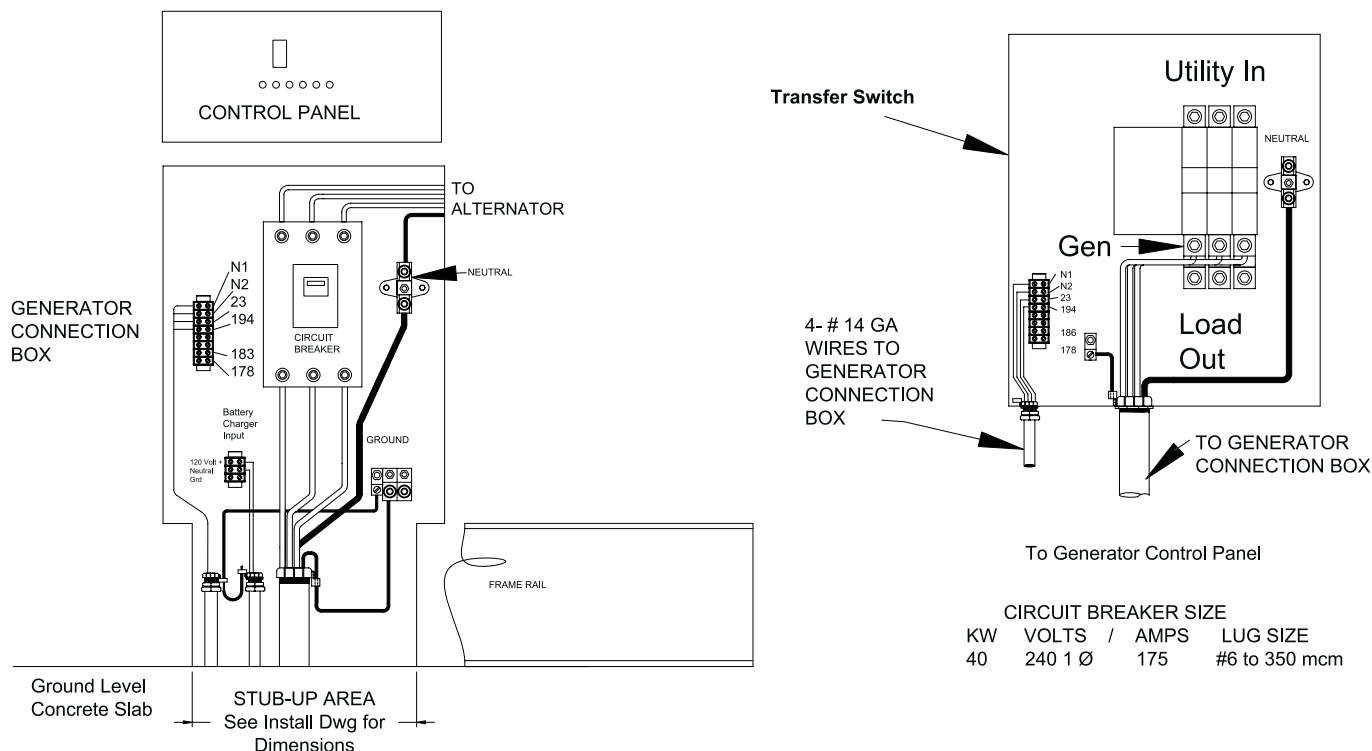 CONTROL PANEL
TO
ALTERNATOR
NEUTRAL
N1
N2
23
194
183
178
GENERATOR
CONNECTION
BOX
CIRCUIT
BREAKER
Battery
Charger
Input
120 Volt +
Neutral
Grd
GROUND
FRAME RAIL
Ground Level
Concrete Slab
STUB-UP AREA
See Install Dwg for
Dimensions
Transfer Switch
Utility In
NEUTRAL
Gen
N1
N2
23
194
186
178
Load
Out
4- # 14 GA
WIRES TO
GENERATOR
CONNECTION
BOX
TO GENERATOR
CONNECTION BOX
To Generator Control Panel
CIRCUIT BREAKER SIZE
KW VOLTS / AMPS LUG SIZE
40 240 1 Ø 175 #6 to 350 mcm